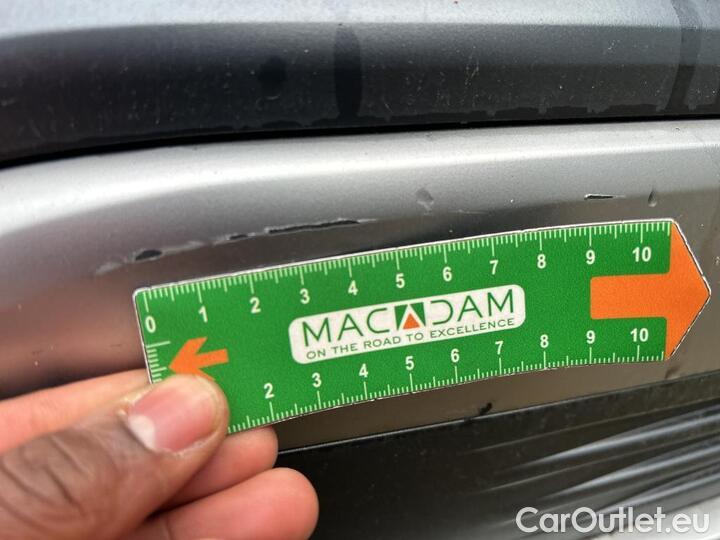 0 1 2 3 4 5 6 7 8 9 10
MACADAM
ON THE ROAD TO EXCELLENCE
2 3 4 5 6 7 8 9 10
CarOutlet.eu